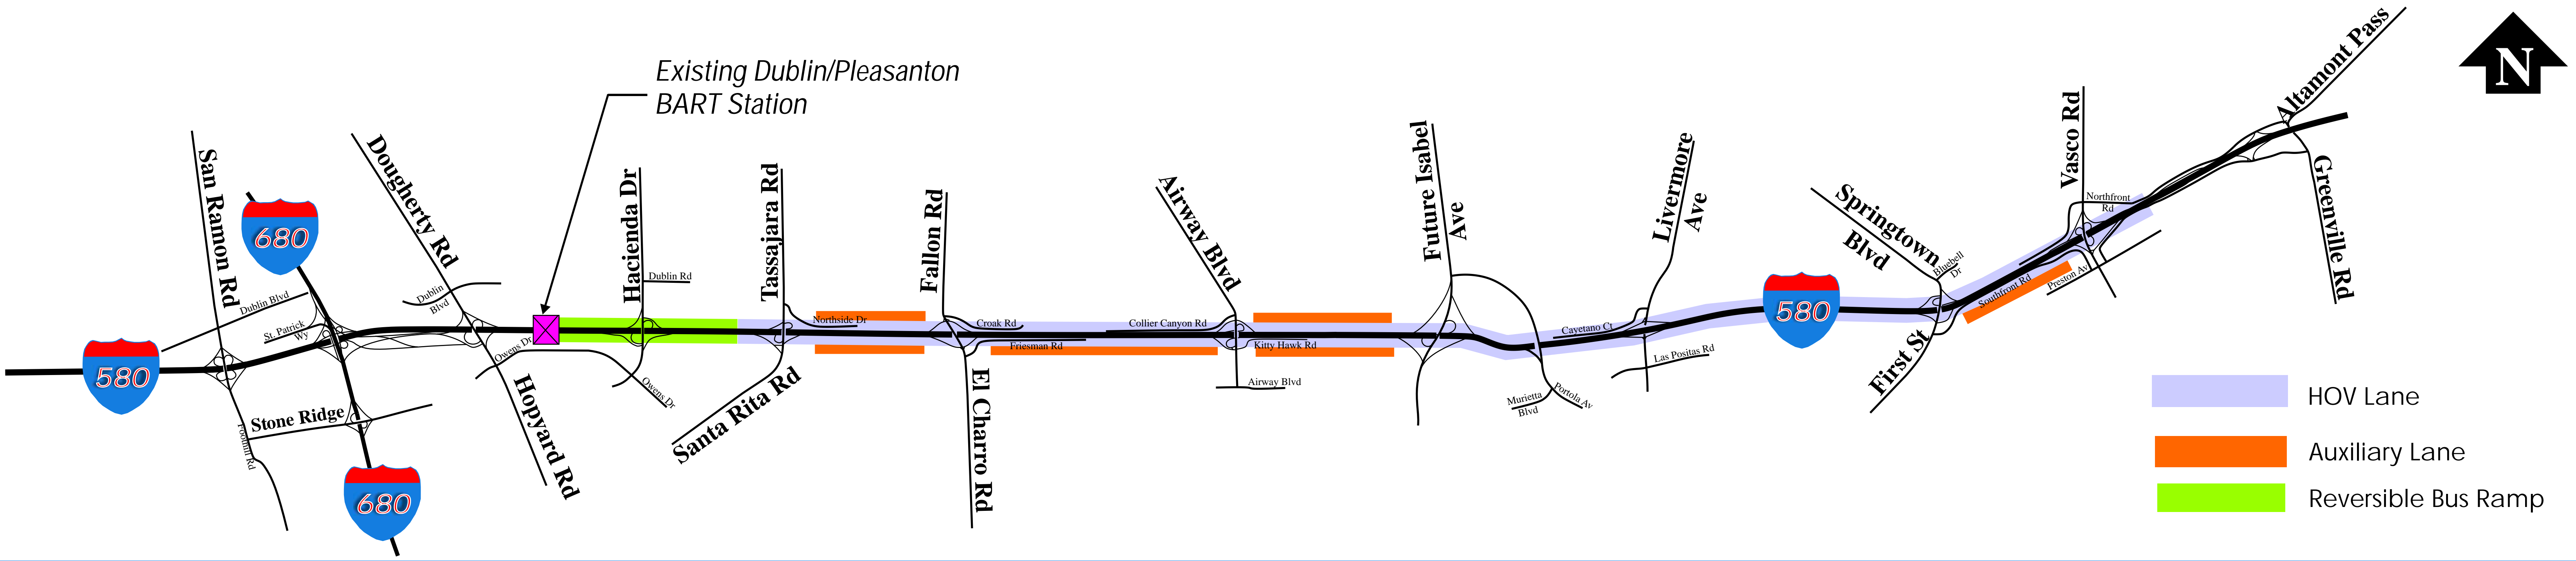 Existing Dublin/Pleasanton
BART Station
N
San Ramon Rd
680
Dougherty Rd
Hacienda Dr
Tassajara Rd
Fallon Rd
Airway Blvd
Future Isabel
Ave
Livermore
Ave
Springtown
Blvd
Vasco Rd
Altamont Pass
Grenville Rd
Northfront
Rd
Bluebell
Dr
Dublin Rd
Dublin
Blvd
Dublin Blvd
St. Patrick
Wy
580
Owens Dr
Owens Dr
Northside Dr
Croak Rd
Friesman Rd
Collier Canyon Rd
Kitty Hawk Rd
Airway Blvd
Cayetano Ct
Las Positas Rd
Murietta
Blvd
Portola Av
580
Southfront Rd
Preston Av
First St
Stone Ridge
Foothill Rd
Hopyard Rd
Santa Rita Rd
El Charro Rd
680
HOV Lane
Auxiliary Lane
Reversible Bus Ramp